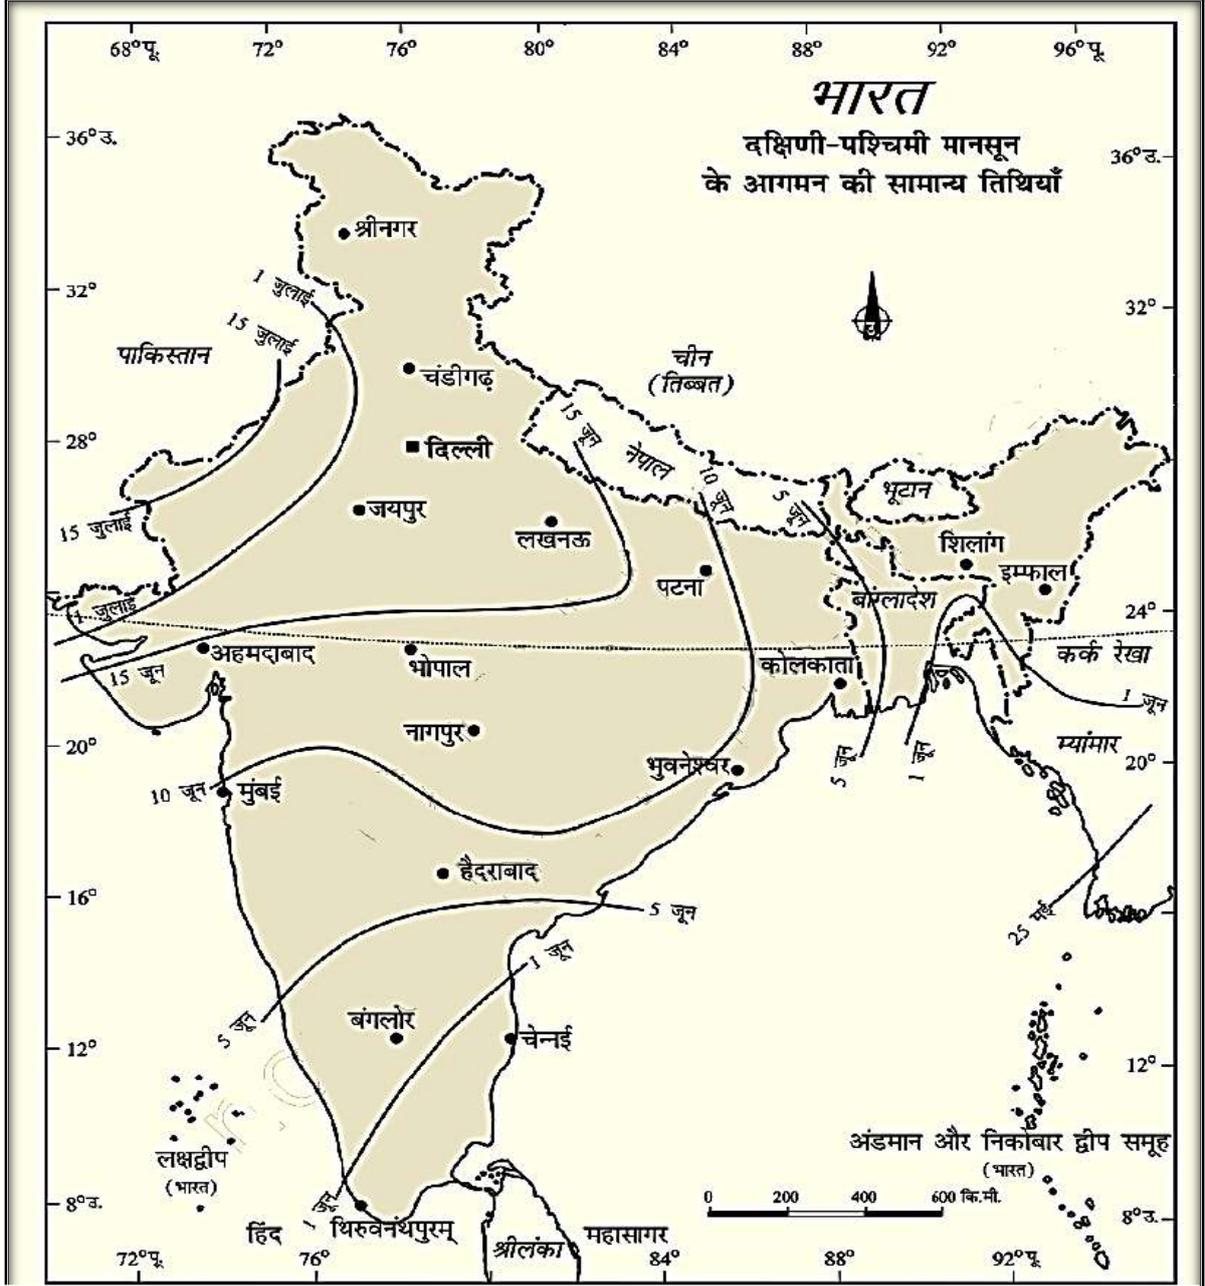 68°पू.
72°
76°
80°
84°
88°
92°
96°पू.
भारत
दक्षिणी-पश्चिमी मानसून
के आगमन की सामान्य तिथियाँ
36°उ.
36°उ.
श्रीनगर
1 जुलाई
32°
32°
15 जुलाई
पाकिस्तान
चीन
(तिब्बत)
चंडीगढ़
15 जून
28°
दिल्ली
नेपाल
10 जून
5 जून
भूटान
15 जुलाई
जयपुर
लखनऊ
शिलांग
इम्फाल
पटना
बांग्लादेश
1 जुलाई
24°
अहमदाबाद
भोपाल
कोलकाता
कर्क रेखा
15 जून
1 जून
नागपुर
20°
म्यांमार
20°
भुवनेश्वर
5 जून
1 जून
10 जून
मुंबई
हैदराबाद
16°
5 जून
25 मई
1 जून
5 जून
बंगलोर
चेन्नई
12°
12°
लक्षद्वीप
(भारत)
अंडमान और निकोबार द्वीप समूह
(भारत)
0 200 400 600 कि.मी.
8°उ.
1 जून
थिरुवनंथपुरम्
8°उ.
हिंद
श्रीलंका
महासागर
72°पू.
76°
84°
88°
92°पू.